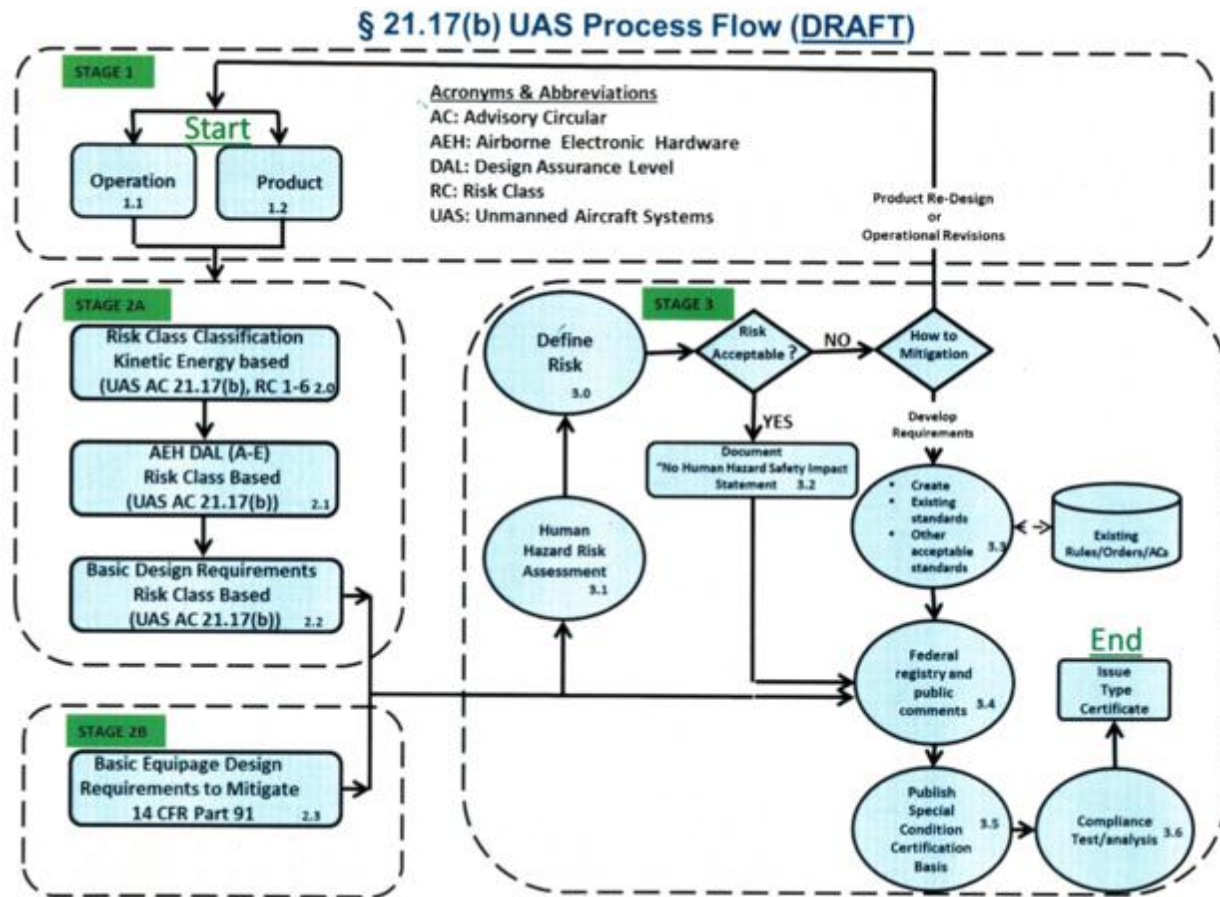 § 21.17(b) UAS Process Flow (DRAFT)
STAGE 1
Start
Operation
1.1
Product
1.2
Acronyms & Abbreviations
AC: Advisory Circular
AEH: Airborne Electronic Hardware
DAL: Design Assurance Level
RC: Risk Class
UAS: Unmanned Aircraft Systems
Product Re-Design
or
Operational Revisions
STAGE 2A
Risk Class Classification
Kinetic Energy based
(UAS AC 21.17(b), RC 1-6 2.0
AEH DAL (A-E)
Risk Class Based
(UAS AC 21.17(b)) 2.1
Basic Design Requirements
Risk Class Based
(UAS AC 21.17(b)) 2.2
STAGE 2B
Basic Equipage Design
Requirements to Mitigate
14 CFR Part 91 2.3
STAGE 3
Define
Risk
3.0
Human
Hazard Risk
Assessment
3.1
Risk
Acceptable ?
NO
YES
How to
Mitigation
Document
"No Human Hazard Safety Impact
Statement 3.2
Develop
Requirements
• Create
• Existing
standards
• Other
acceptable
standards
3.3
Existing
Rules/Orders/ACs
Federal
registry and
public
comments 3.4
Publish
Special
Condition 3.5
Certification
Basis
Compliance
Test/analysis 3.6
End
Issue
Type
Certificate